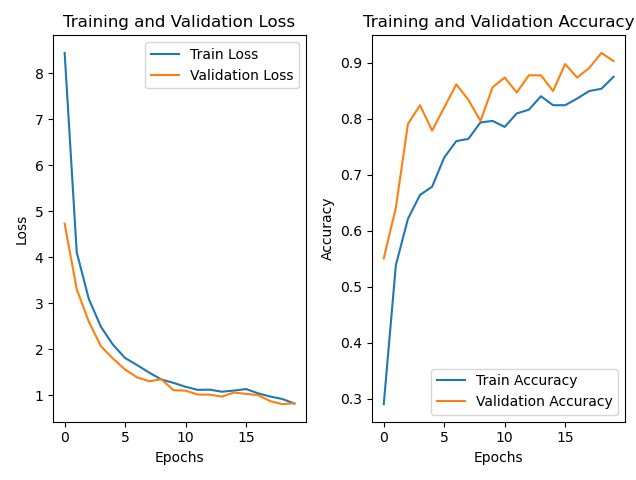 Training and Validation Loss
Train Loss
Validation Loss
8
7
6
5
4
3
2
1
Loss
0
5
10
15
Epochs
Training and Validation Accuracy
0.9
0.8
0.7
0.6
0.5
0.4
0.3
Accuracy
Train Accuracy
Validation Accuracy
0
5
10
15
Epochs